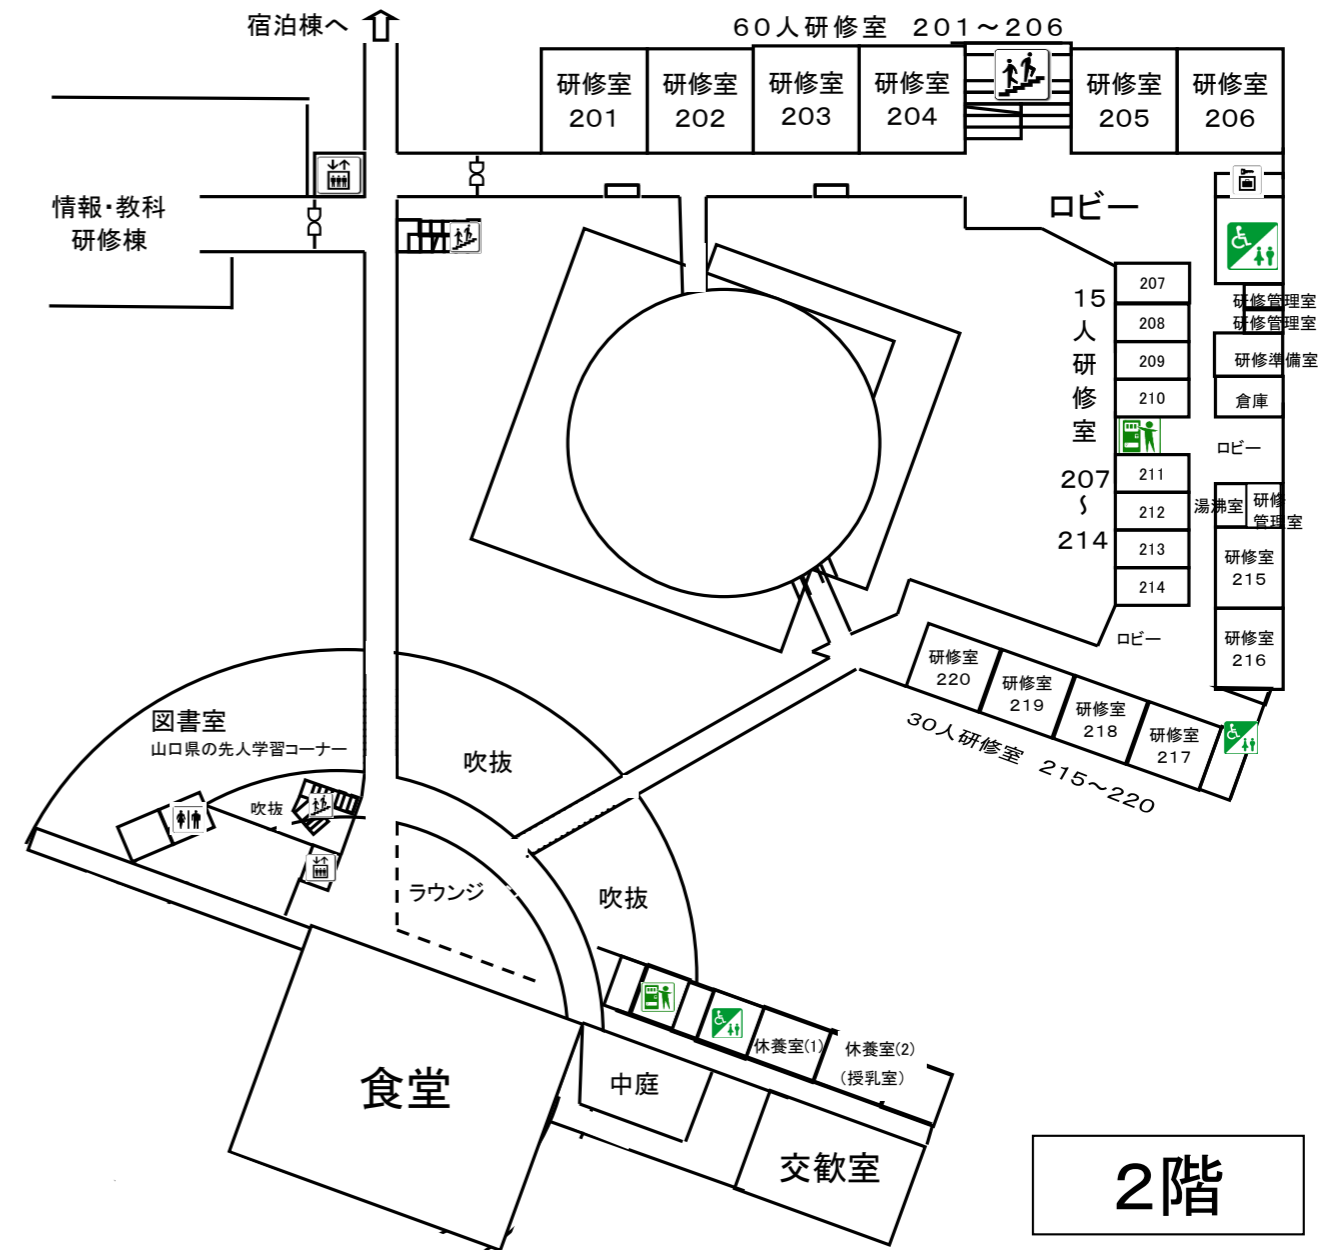 宿泊棟へ
60人研修室 201～206
研修室
201
研修室
202
研修室
203
研修室
204
研修室
205
研修室
206
情報・教科
研修棟
ロビー
15
人
研
修
室
207
～
214
207
208
209
210
211
212
213
214
研修管理室
研修管理室
研修準備室
倉庫
ロビー
湯沸室
研修
管理室
研修室
215
研修室
216
ロビー
研修室
220
研修室
219
研修室
218
研修室
217
30人研修室 215～220
図書室
山口県の先人学習コーナー
吹抜
吹抜
ラウンジ
吹抜
休養室(1)
休養室(2)
（授乳室）
食堂
中庭
交歓室
2階